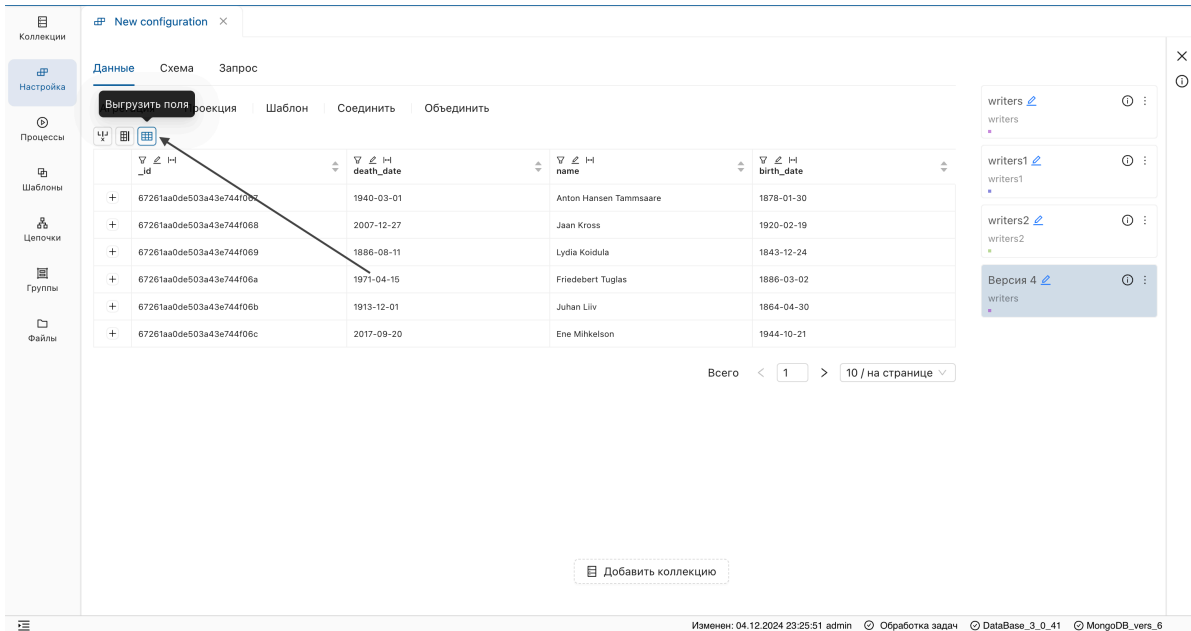 Коллекции
Настройка
Процессы
Шаблоны
Цепочки
Группы
Файлы
New configuration
Данные Схема Запрос
Выгрузить поля
роекция Шаблон Соединить Объединить
_id death_date name birth_date
67261aa0de503a43e744f067 1940-03-01 Anton Hansen Tammsaare 1878-01-30
67261aa0de503a43e744f068 2007-12-27 Jaan Kross 1920-02-19
67261aa0de503a43e744f069 1886-08-11 Lydia Koidula 1843-12-24
67261aa0de503a43e744f06a 1971-04-15 Friedebert Tuglas 1886-03-02
67261aa0de503a43e744f06b 1913-12-01 Juhan Liiv 1864-04-30
67261aa0de503a43e744f06c 2017-09-20 Ene Mihkelson 1944-10-21
Всего < 1 > 10 / на странице
Добавить коллекцию
writers
writers
writers1
writers1
writers2
writers2
Версия 4
writers
Изменен: 04.12.2024 23:25:51 admin Обработка задач DataBase_3_0_41 MongoDB_vers_6